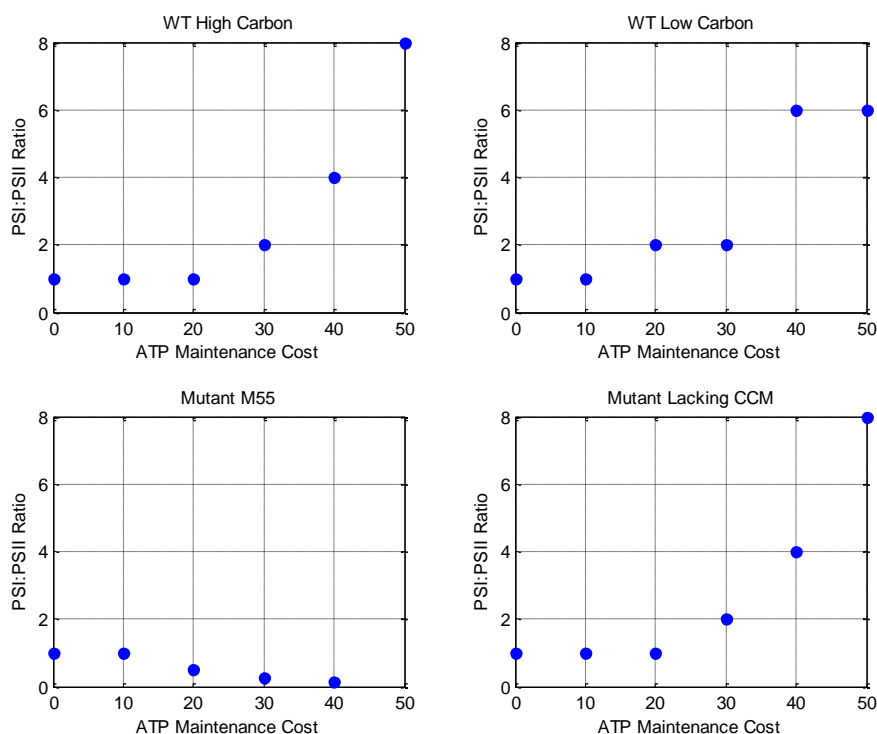 WT High Carbon
PSI:PSII Ratio
8
6
4
2
0
0 10 20 30 40 50
ATP Maintenance Cost
WT Low Carbon
PSI:PSII Ratio
8
6
4
2
0
0 10 20 30 40 50
ATP Maintenance Cost
Mutant M55
PSI:PSII Ratio
8
6
4
2
0
0 10 20 30 40 50
ATP Maintenance Cost
Mutant Lacking CCM
PSI:PSII Ratio
8
6
4
2
0
0 10 20 30 40 50
ATP Maintenance Cost